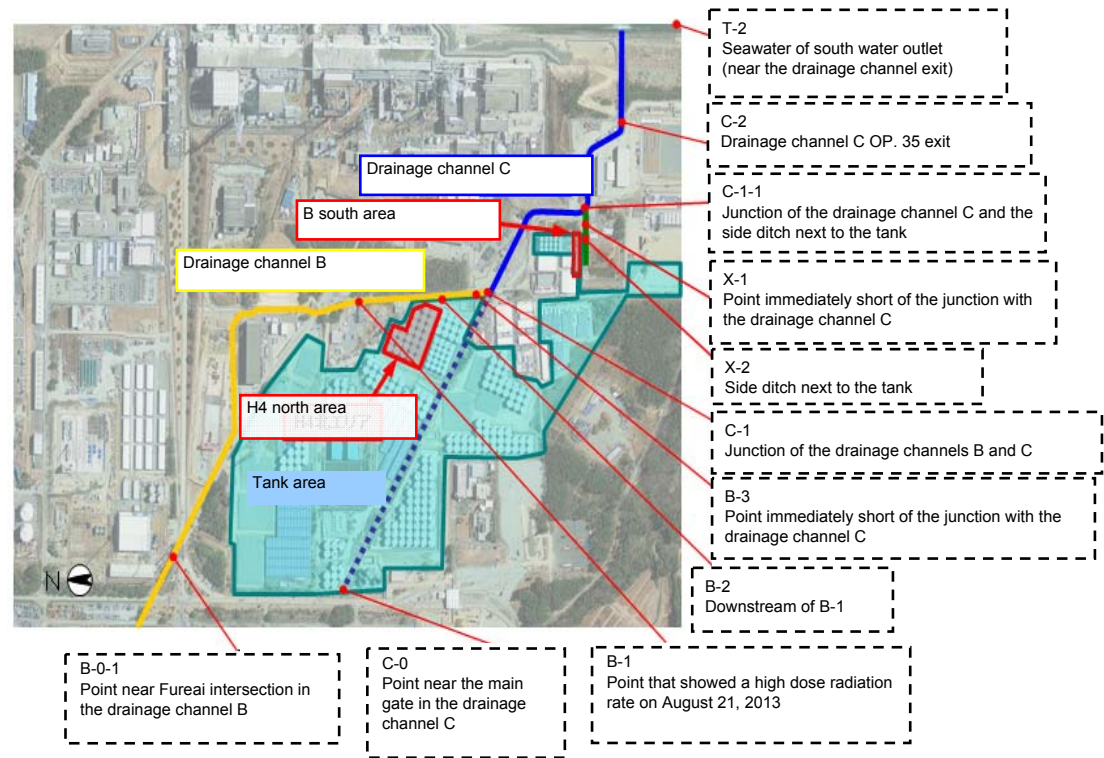 T-2
Seawater of south water outlet
(near the drainage channel exit)
C-2
Drainage channel C OP. 35 exit
Drainage channel C
C-1-1
Junction of the drainage channel C and the
side ditch next to the tank
B south area
Drainage channel B
X-1
Point immediately short of the junction with
the drainage channel C
X-2
Side ditch next to the tank
H4 north area
C-1
Junction of the drainage channels B and C
Tank area
B-3
Point immediately short of the junction with the
drainage channel C
N
B-2
Downstream of B-1
B-0-1
Point near Fureai intersection in
the drainage channel B
C-0
Point near the main
gate in the drainage
channel C
B-1
Point that showed a high dose radiation
rate on August 21, 2013